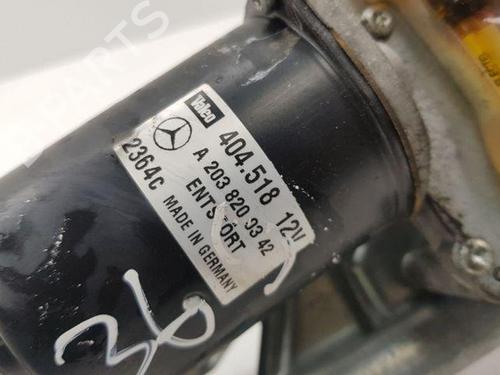 Valeo
404.518 12V
A 203 820 33 42
ENTSTÖRT
2364C MADE IN GERMANY
PARTS